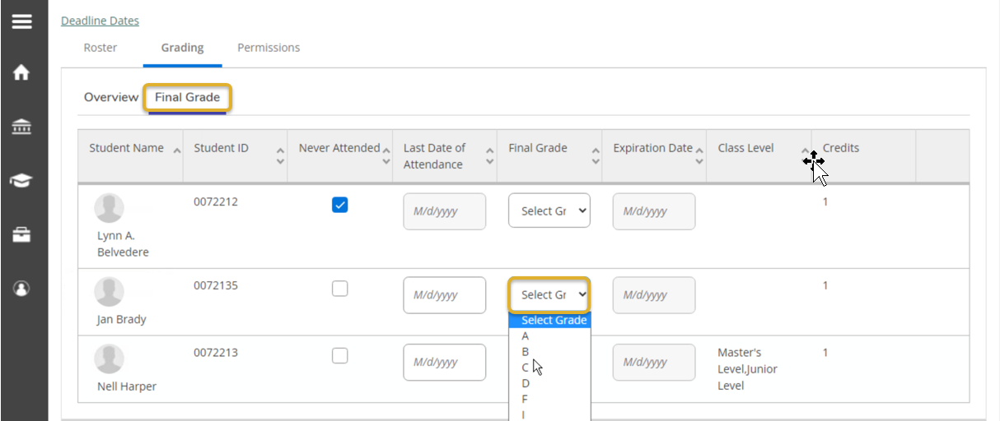 Deadline Dates
Roster Grading Permissions
Overview Final Grade
Student Name Student ID Never Attended Last Date of Attendance Final Grade Expiration Date Class Level Credits
0072212 M/d/yyyy Select Gr M/d/yyyy 1
Lynn A.
Belvedere
0072135 M/d/yyyy Select Gr M/d/yyyy 1
Jan Brady
Select Grade
A
B
C
D
F
I
0072213 M/d/yyyy M/d/yyyy Master's
Level,Junior
Level
1
Nell Harper